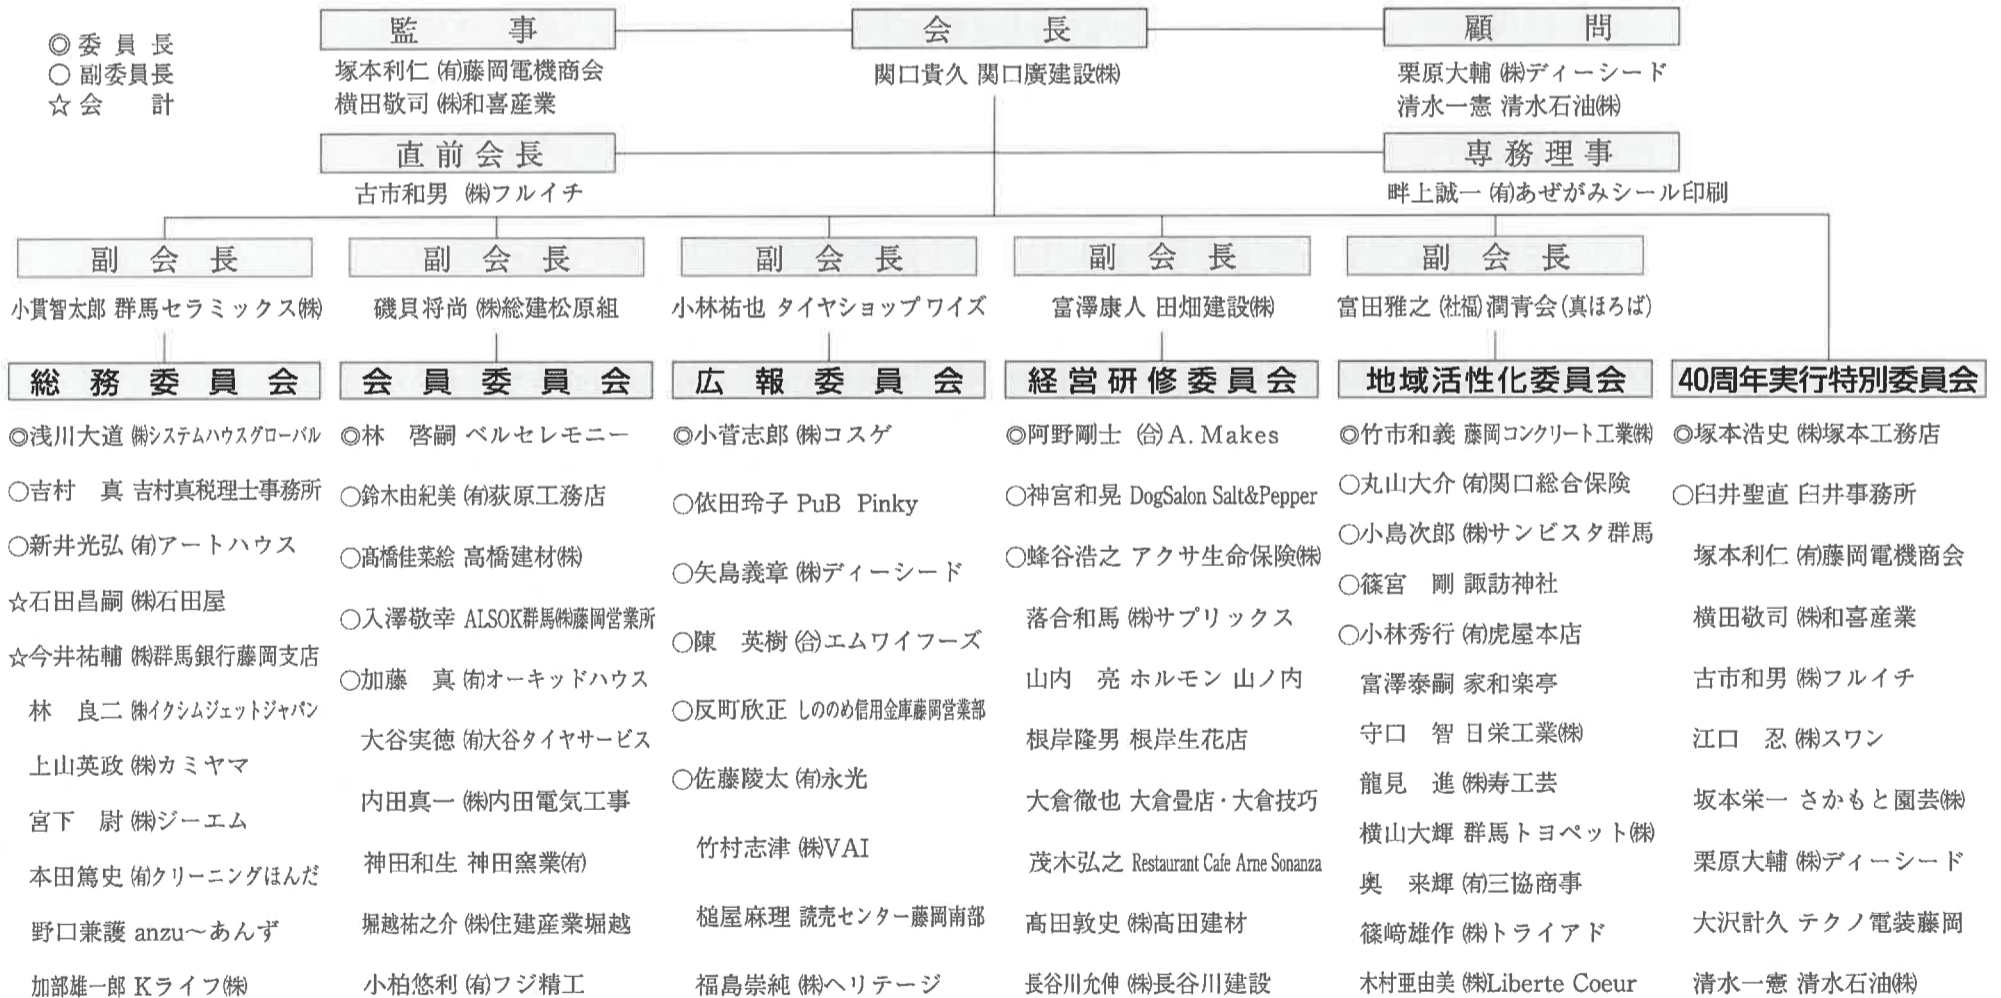 ◎委員長
○副委員長
☆会　計
監事
塚本利仁 ㈲藤岡電機商会
横田敬司 ㈱和喜産業
会長
関口貴久 関口廣建設㈱
顧問
栗原大輔 ㈱ディーシード
清水一憲 清水石油㈱
直前会長
古市和男 ㈱フルイチ
専務理事
畔上誠一 ㈲あぜがみシール印刷
副会長
小貫智太郎 群馬セラミックス㈱
副会長
磯貝将尚 ㈱総建松原組
副会長
小林祐也 タイヤショップワイズ
副会長
富澤康人 田畑建設㈱
副会長
富田雅之 (社福)潤青会(真ほろば)
総務委員会
◎浅川大道 ㈱システムハウスグローバル
○吉村　真 吉村真税理士事務所
○新井光弘 ㈲アートハウス
☆石田昌嗣 ㈱石田屋
☆今井祐輔 ㈱群馬銀行藤岡支店
林　良二 ㈱イクシムジェットジャパン
上山英政 ㈱カミヤマ
宮下　尉 ㈱ジーエム
本田篤史 ㈲クリーニングほんだ
野口兼護 anzu～あんず
加部雄一郎 Kライフ㈱
会員委員会
◎林　啓嗣 ベルセレモニー
○鈴木由紀美 ㈲荻原工務店
○髙橋佳菜絵 高橋建材㈱
○入澤敬幸 ALSOK群馬㈱藤岡営業所
○加藤　真 ㈲オーキッドハウス
大谷実徳 ㈲大谷タイヤサービス
内田真一 ㈱内田電気工事
神田和生 神田窯業㈲
堀越祐之介 ㈱住建産業堀越
小柏悠利 ㈲フジ精工
広報委員会
◎小菅志郎 ㈱コスゲ
○依田玲子 PuB Pinky
○矢島義章 ㈱ディーシード
○陳　英樹 (合)エムワイフーズ
○反町欣正 しののめ信用金庫藤岡営業部
○佐藤陵太 ㈲永光
竹村志津 ㈱VAI
槌屋麻理 読売センター藤岡南部
福島崇純 ㈱ヘリテージ
経営研修委員会
◎阿野剛士 (合)A. Makes
○神宮和晃 DogSalon Salt&Pepper
○蜂谷浩之 アクサ生命保険㈱
落合和馬 ㈱サプリックス
山内　亮 ホルモン 山ノ内
根岸隆男 根岸生花店
大倉徹也 大倉畳店・大倉技巧
茂木弘之 Restaurant Cafe Arne Sonanza
髙田敦史 ㈱高田建材
長谷川允伸 ㈱長谷川建設
地域活性化委員会
◎竹市和義 藤岡コンクリート工業㈱
○丸山大介 ㈲関口総合保険
○小島次郎 ㈱サンビスタ群馬
○篠宮　剛 諏訪神社
○小林秀行 ㈲虎屋本店
富澤泰嗣 家和楽亭
守口　智 日栄工業㈱
龍見　進 ㈱寿工芸
横山大輝 群馬トヨペット㈱
奥　来輝 ㈲三協商事
篠﨑雄作 ㈱トライアド
木村亜由美 ㈱Liberte Coeur
40周年実行特別委員会
◎塚本浩史 ㈱塚本工務店
○臼井聖直 臼井事務所
塚本利仁 ㈲藤岡電機商会
横田敬司 ㈱和喜産業
古市和男 ㈱フルイチ
江口　忍 ㈱スワン
坂本栄一 さかもと園芸㈱
栗原大輔 ㈱ディーシード
大沢計久 テクノ電装藤岡
清水一憲 清水石油㈱